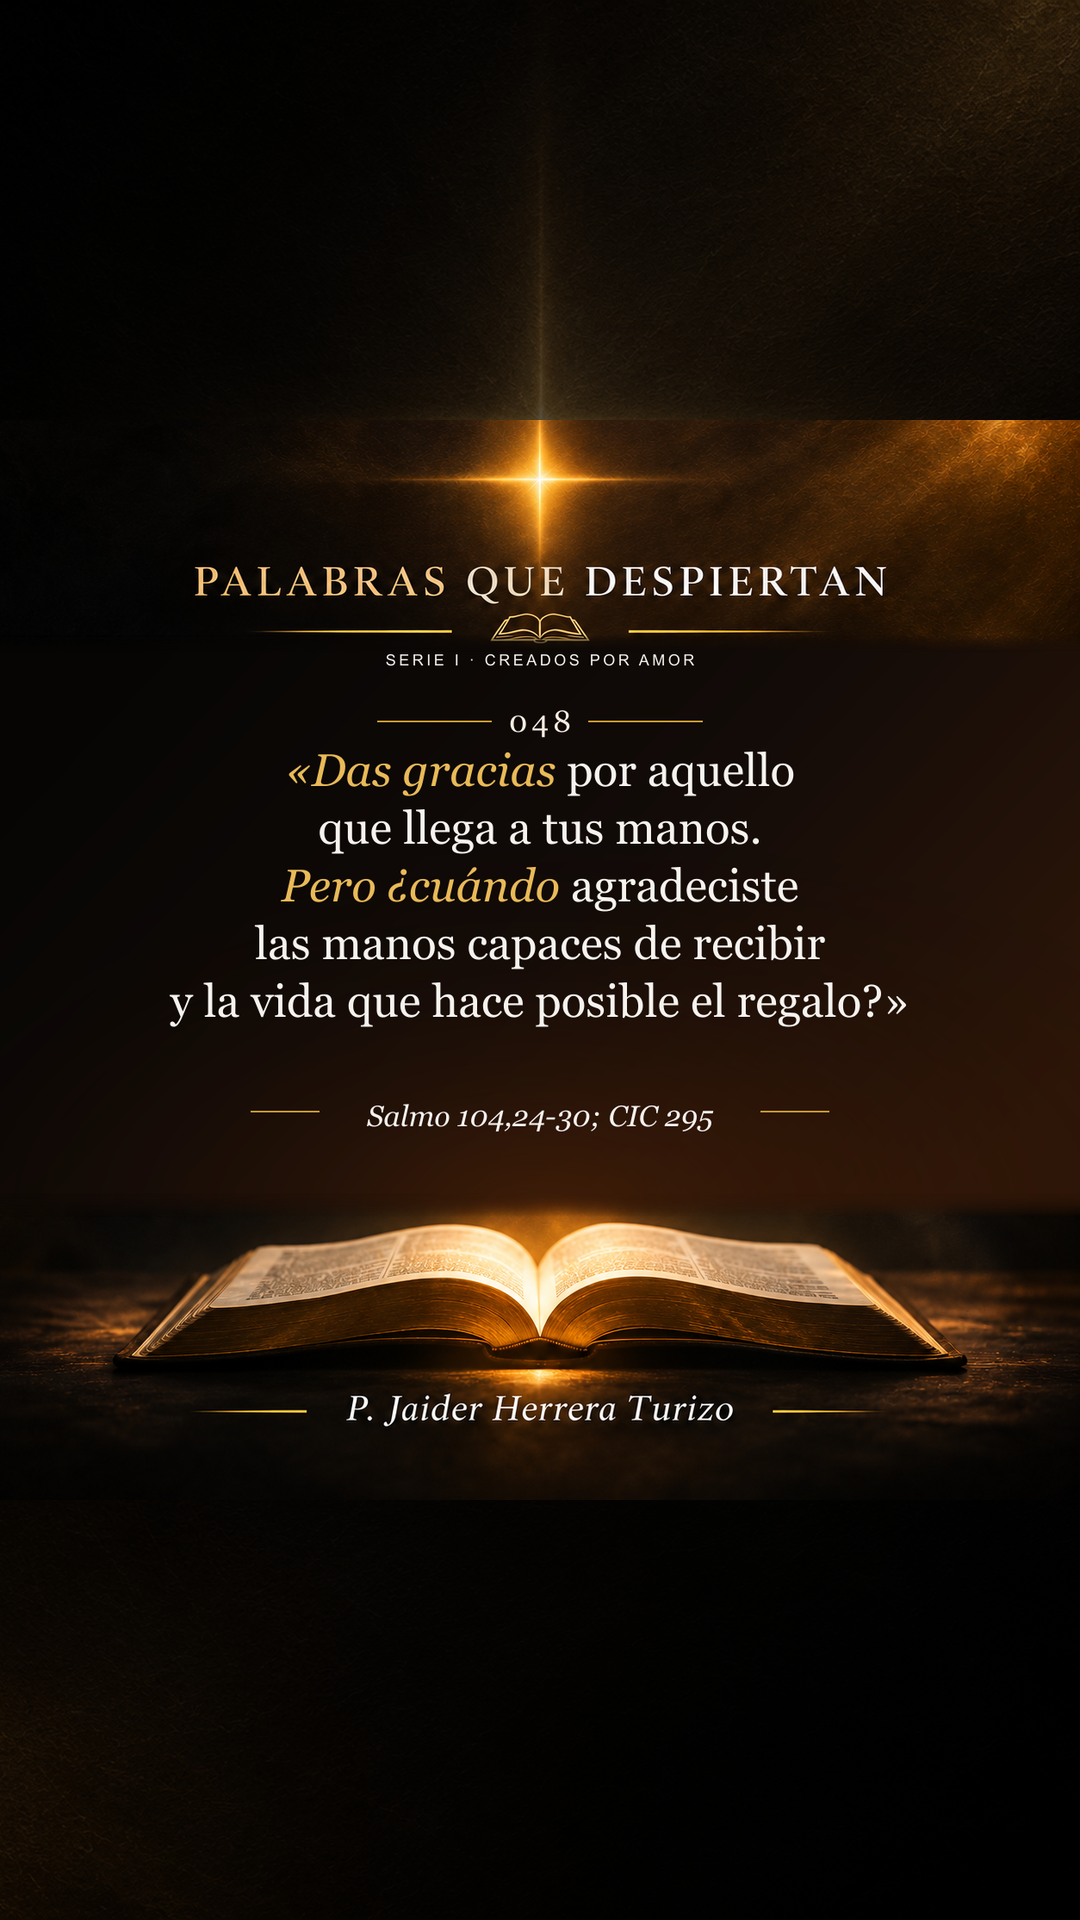 PALABRAS QUE DESPIERTAN
SERIE I · CREADOS POR AMOR
048
«Das gracias por aquello
que llega a tus manos.
Pero ¿cuándo agradeciste
las manos capaces de recibir
y la vida que hace posible el regalo?»
Salmo 104,24-30; CIC 295
P. Jaider Herrera Turizo